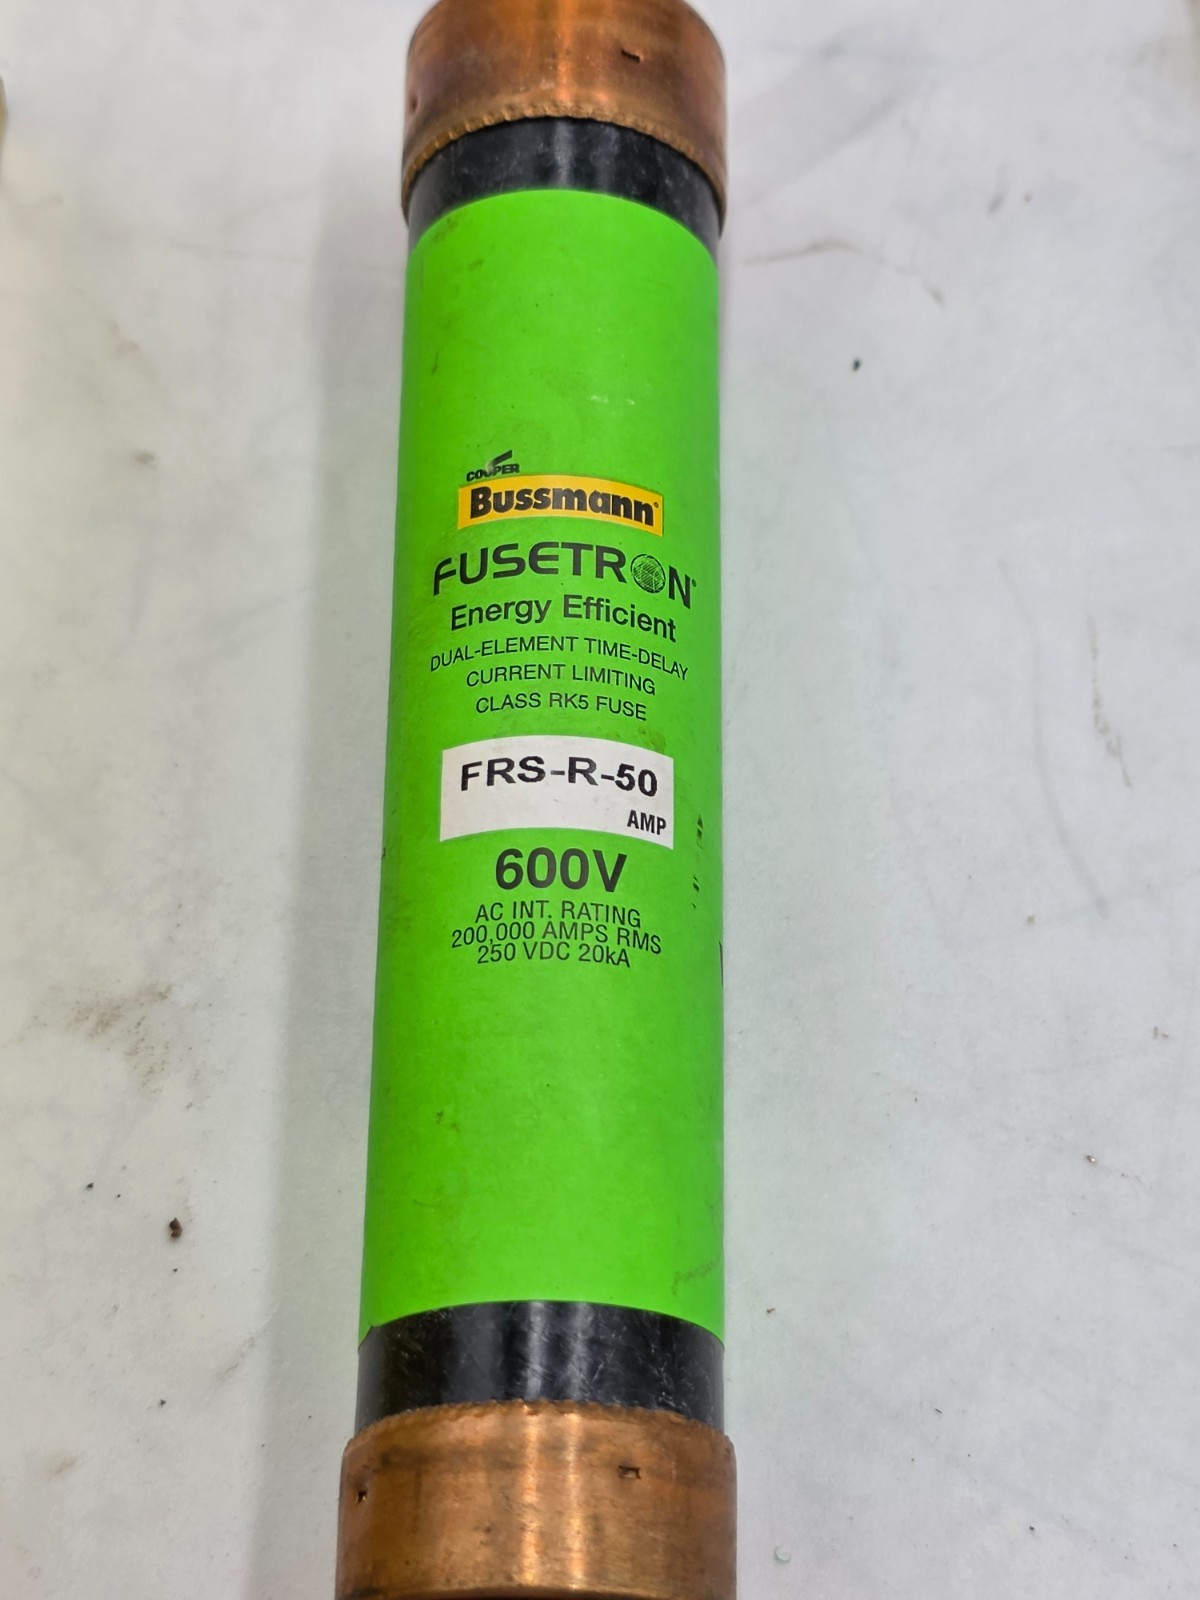 COOPER
Bussmann®
FUSETRON®
Energy Efficient
DUAL-ELEMENT TIME-DELAY
CURRENT LIMITING
CLASS RK5 FUSE
FRS-R-50
AMP
600V
AC INT. RATING
200,000 AMPS RMS
250 VDC 20kA